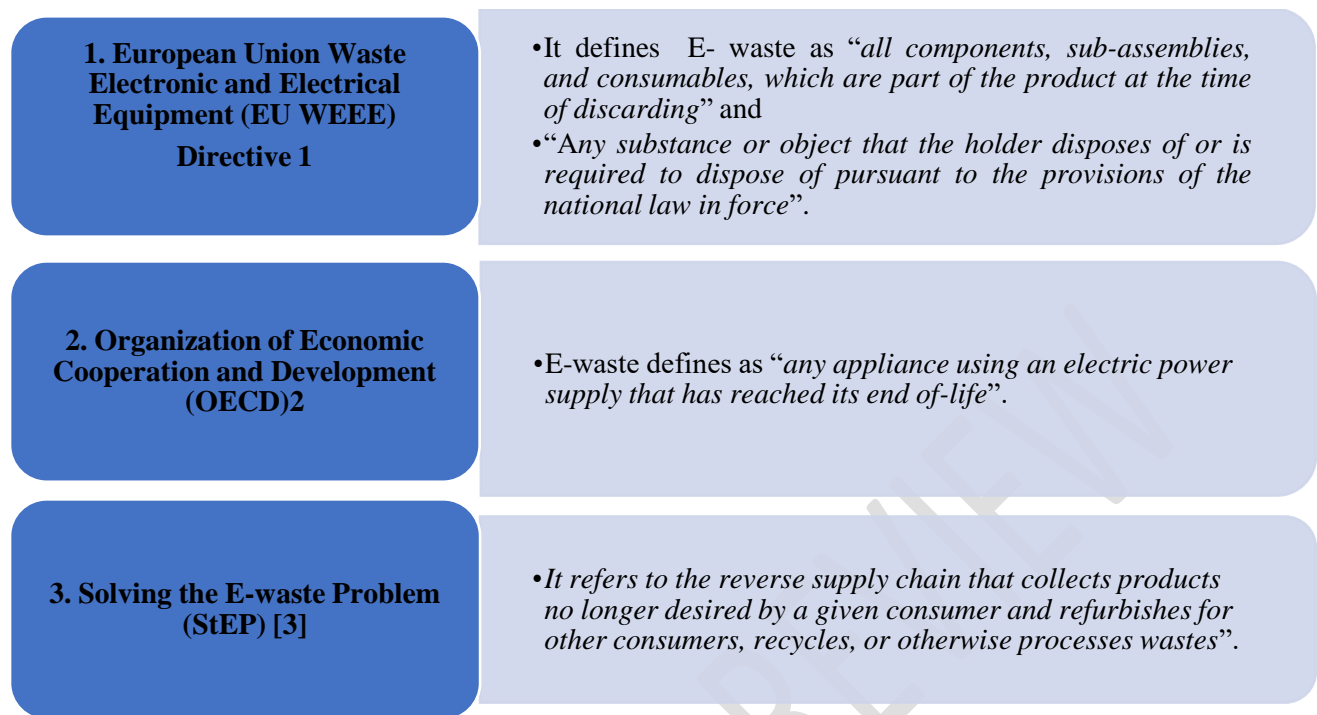 1. European Union Waste
Electronic and Electrical
Equipment (EU WEEE)
Directive 1
•It defines E- waste as “all components, sub-assemblies,
and consumables, which are part of the product at the time
of discarding” and
•“Any substance or object that the holder disposes of or is
required to dispose of pursuant to the provisions of the
national law in force”.
2. Organization of Economic
Cooperation and Development
(OECD)2
•E-waste defines as “any appliance using an electric power
supply that has reached its end of-life”.
3. Solving the E-waste Problem
(StEP) [3]
•It refers to the reverse supply chain that collects products
no longer desired by a given consumer and refurbishes for
other consumers, recycles, or otherwise processes wastes”.
REVIEW